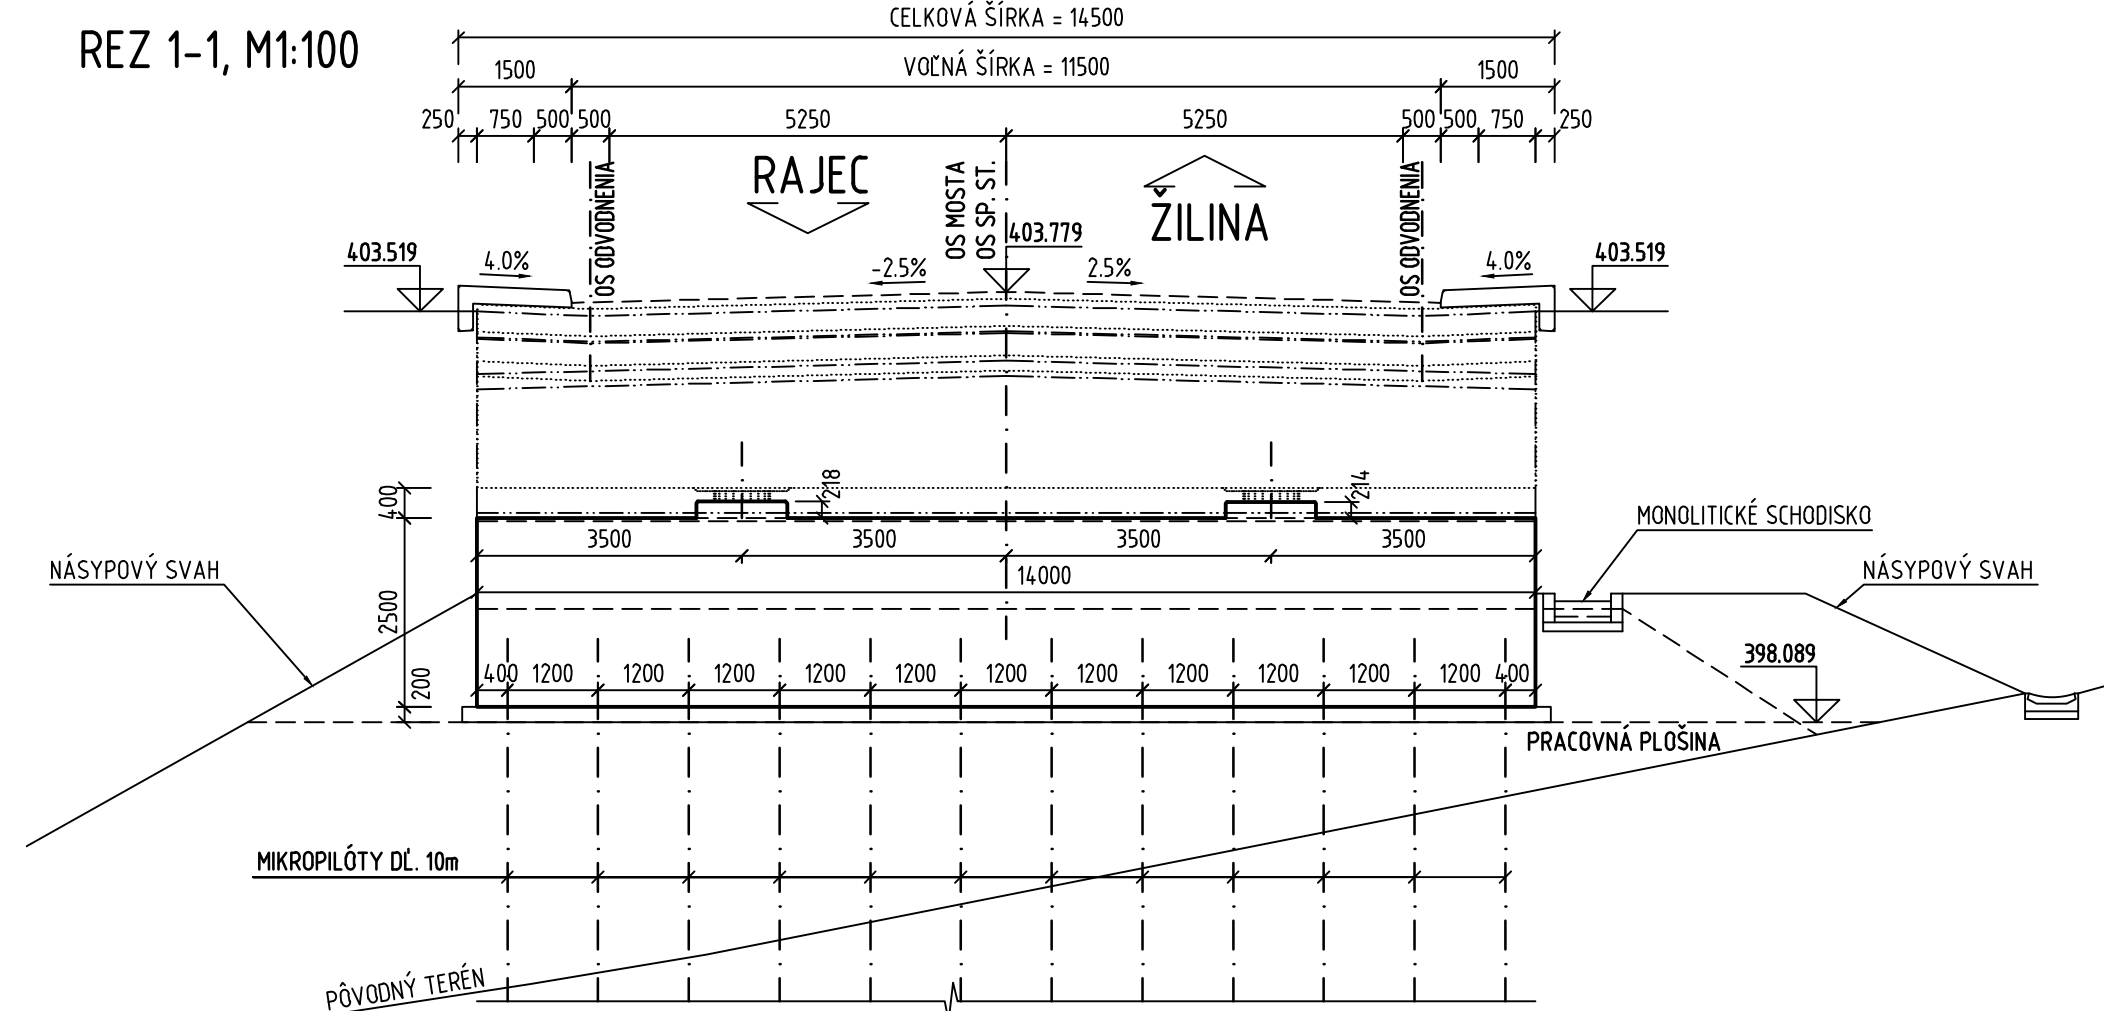 CELKOVÁ ŠÍRKA = 14500
REZ 1-1, M1:100
1500
VOĽNÁ ŠÍRKA = 11500
1500
250 750 500 500 5250 5250 500 500 750 250
OS ODVODNENIA
RAJEC
OS MOSTA
OS SP. ST.
ŽILINA
OS ODVODNENIA
403.519
4.0%
-2.5%
403.779
2.5%
4.0%
403.519
400
218
214
MONOLITICKÉ SCHODISKO
3500 3500 3500 3500
NÁSYPOVÝ SVAH
14000
NÁSYPOVÝ SVAH
2500
398.089
200
400 1200 1200 1200 1200 1200 1200 1200 1200 1200 1200 1200 400
PRACOVNÁ PLOŠINA
MIKROPILÓTY DĹ. 10m
PÔVODNÝ TERÉN